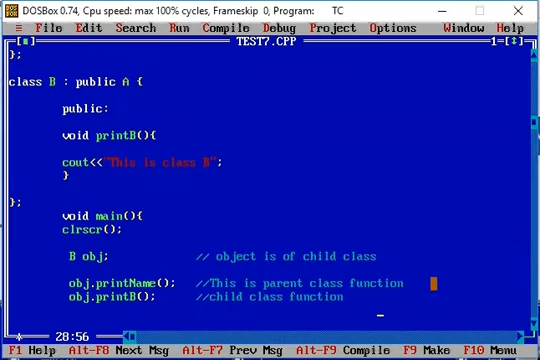 DOSBox 0.74, Cpu speed: max 100% cycles, Frameskip 0, Program: TC
≡ File Edit Search Run Compile Debug Project Options Window Help
[■] TEST7.CPP 1=[↕]
};
class B : public A {
public:
void printB(){
cout<<"This is class B";
}
};
void main(){
clrscr();
B obj; // object is of child class
obj.printName(); //This is parent class function
obj.printB(); //child class function
28:56
F1 Help Alt-F8 Next Msg Alt-F7 Prev Msg Alt-F9 Compile F9 Make F10 Menu